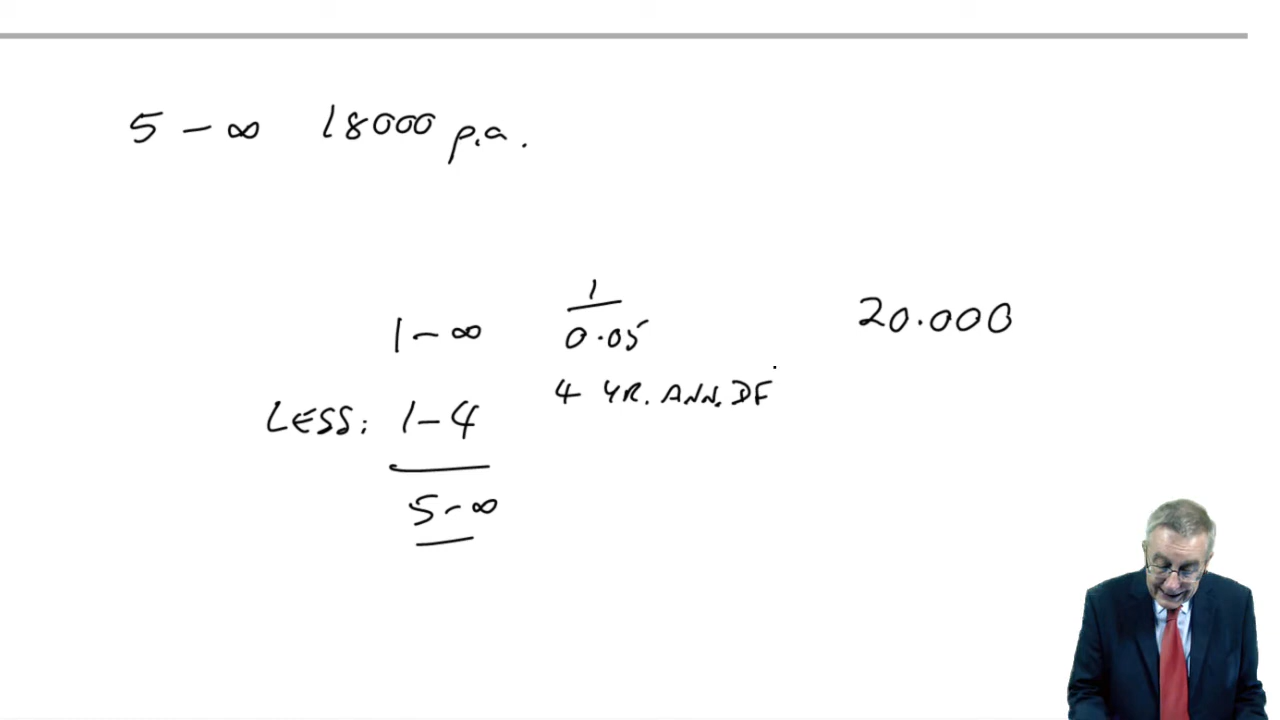 5 - ∞ 18000 p.a.
1 - ∞ 1/0.05 20.000
LESS: 1 - 4 4 YR. ANN. DF
5 - ∞